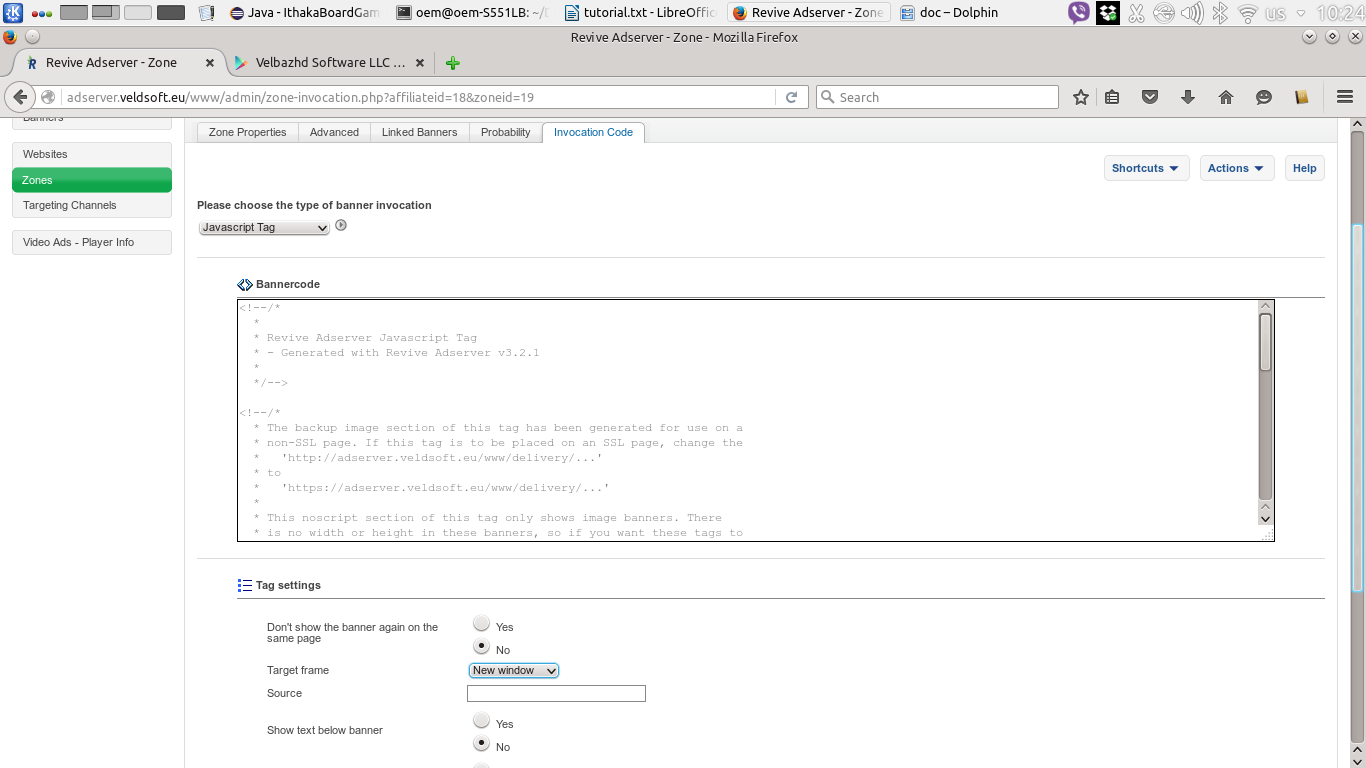 Java - IthakaBoardGam
oem@oem-S551LB: ~/t
tutorial.txt - LibreOffic
Revive Adserver - Zone
doc – Dolphin
us
10:24
Revive Adserver - Zone - Mozilla Firefox
Revive Adserver - Zone
Velbazhd Software LLC ...
adserver.veldsoft.eu/www/admin/zone-invocation.php?affiliateid=18&zoneid=19
Search
Banners
Zone Properties
Advanced
Linked Banners
Probability
Invocation Code
Websites
Zones
Targeting Channels
Video Ads - Player Info
Shortcuts
Actions
Help
Please choose the type of banner invocation
Javascript Tag
Bannercode
<!--/*
*
* Revive Adserver Javascript Tag
* - Generated with Revive Adserver v3.2.1
*
*/-->
<!--/*
* The backup image section of this tag has been generated for use on a
* non-SSL page. If this tag is to be placed on an SSL page, change the
*   'http://adserver.veldsoft.eu/www/delivery/...'
* to
*   'https://adserver.veldsoft.eu/www/delivery/...'
*
* This noscript section of this tag only shows image banners. There
* is no width or height in these banners, so if you want these tags to
Tag settings
Don't show the banner again on the
same page
Yes
No
Target frame
New window
Source
Show text below banner
Yes
No